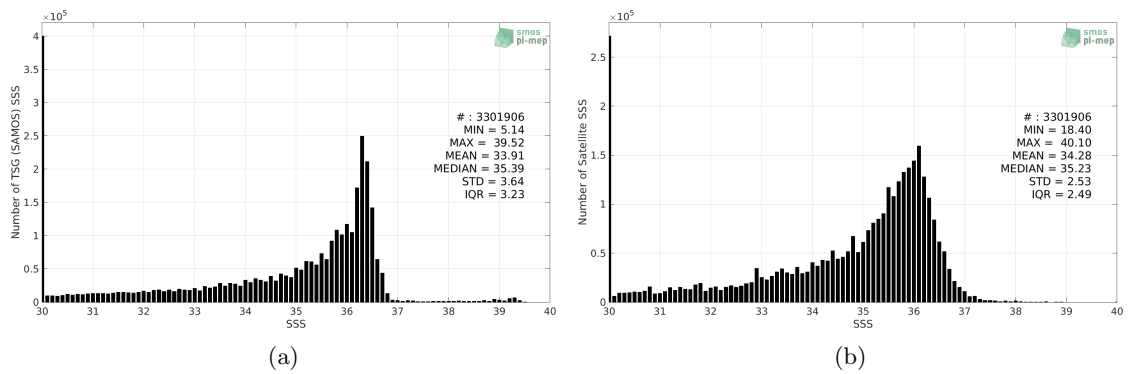 ×10^5
smos
pi-mep
4
3.5
3
2.5
2
1.5
1
0.5
0
Number of TSG (SAMOS) SSS
# : 3301906
MIN = 5.14
MAX = 39.52
MEAN = 33.91
MEDIAN = 35.39
STD = 3.64
IQR = 3.23
30 31 32 33 34 35 36 37 38 39 40
SSS
(a)
×10^5
smos
pi-mep
2.5
2
1.5
1
0.5
0
Number of Satellite SSS
# : 3301906
MIN = 18.40
MAX = 40.10
MEAN = 34.28
MEDIAN = 35.23
STD = 2.53
IQR = 2.49
30 31 32 33 34 35 36 37 38 39 40
SSS
(b)